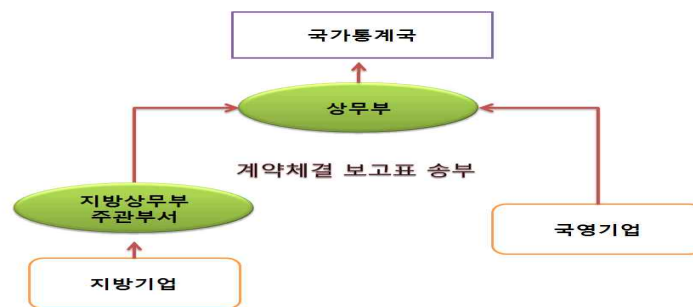 국가통계국
상무부
계약체결 보고표 송부
지방상무부
주관부서
국영기업
지방기업